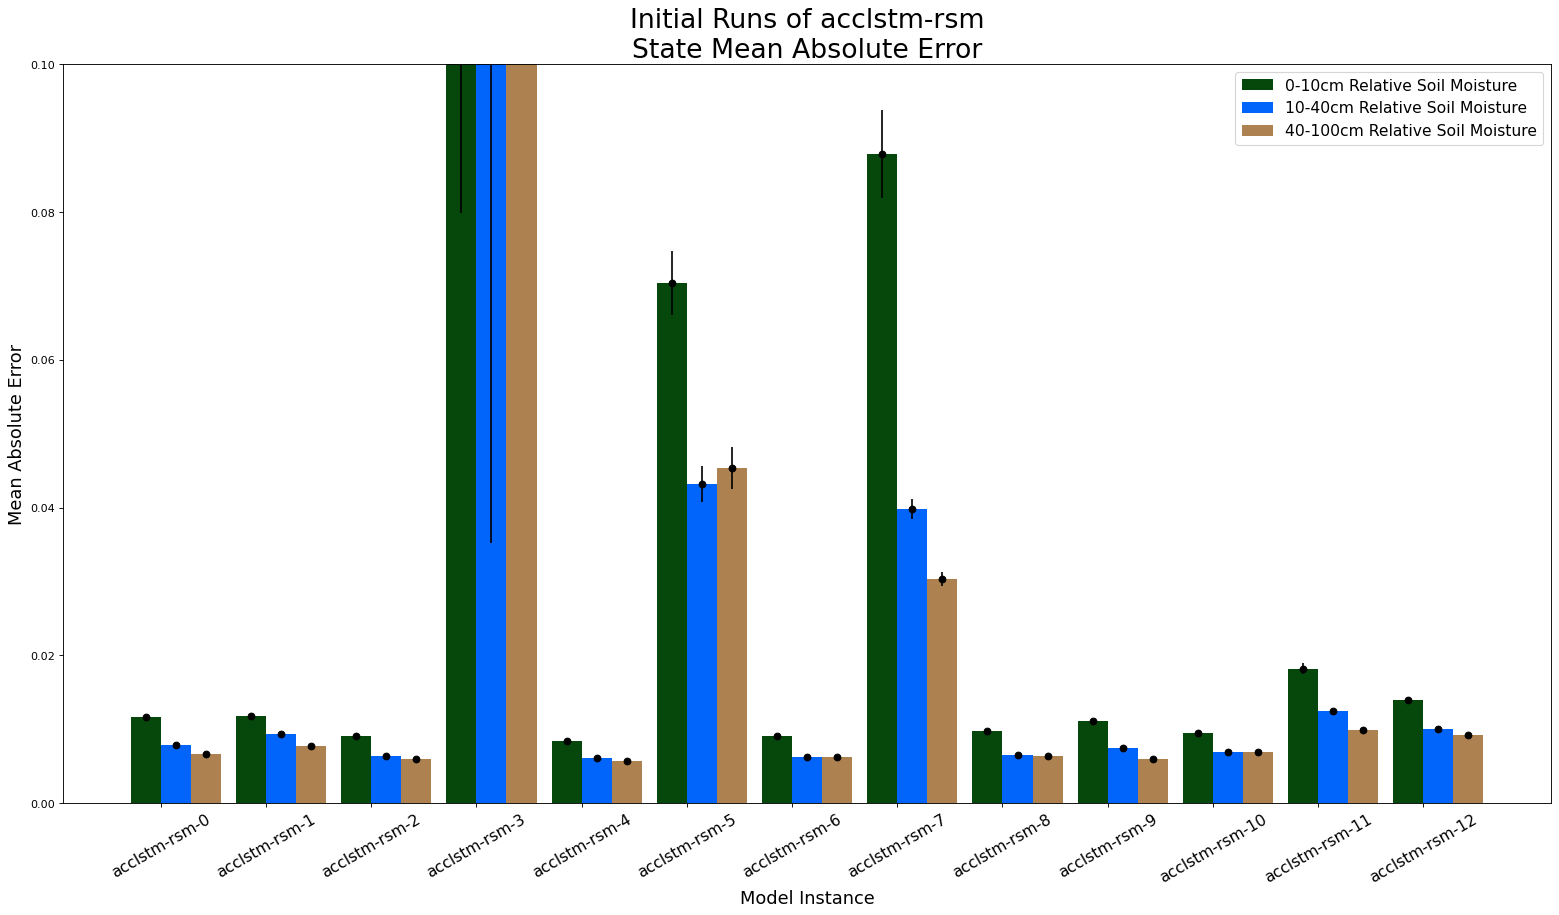 Initial Runs of acclstm-rsm
State Mean Absolute Error
0.10
0.08
0.06
0.04
0.02
0.00
Mean Absolute Error
0-10cm Relative Soil Moisture
10-40cm Relative Soil Moisture
40-100cm Relative Soil Moisture
acclstm-rsm-0
acclstm-rsm-1
acclstm-rsm-2
acclstm-rsm-3
acclstm-rsm-4
acclstm-rsm-5
acclstm-rsm-6
acclstm-rsm-7
acclstm-rsm-8
acclstm-rsm-9
acclstm-rsm-10
acclstm-rsm-11
acclstm-rsm-12
Model Instance